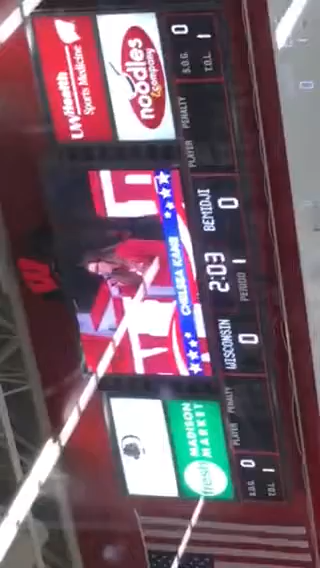 UWHealth
Sports Medicine
noodles
& company
W
CHELSEA KANE
fresh
MADISON
MARKET
WISCONSIN
0
2:03
PERIOD 1
BEMIDJI
0
PLAYER PENALTY
S.O.G. 0
T.O.L. 1
PLAYER PENALTY
S.O.G. 0
T.O.L. 1